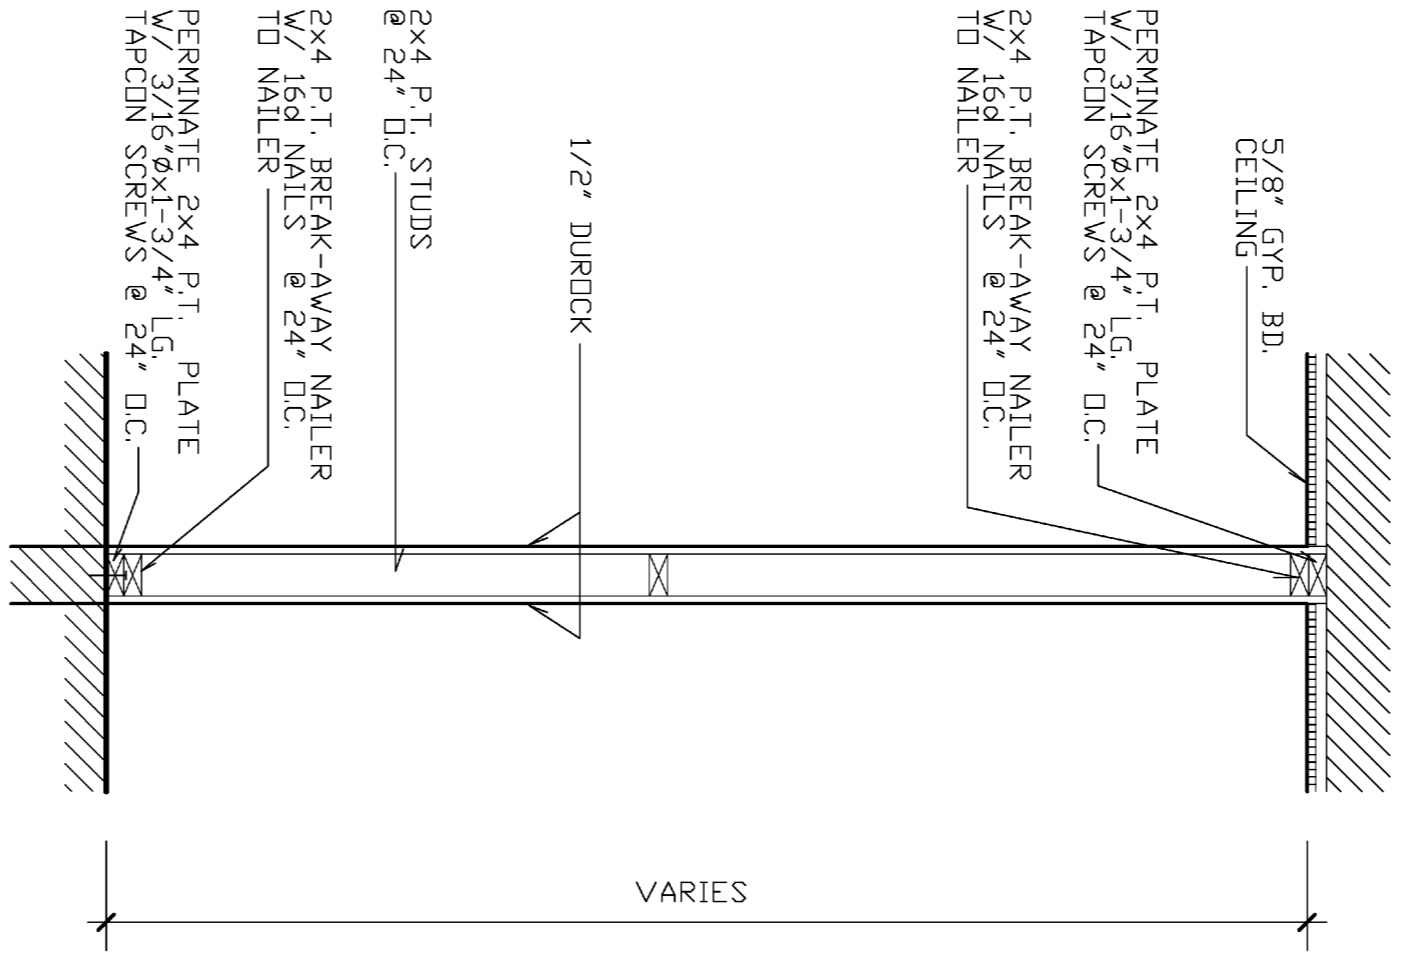 5/8" GYP. BD.
CEILING
PERMINATE 2x4 P.T. PLATE
W/ 3/16"Øx1-3/4" LG.
TAPCON SCREWS @ 24" O.C.
2x4 P.T. BREAK-AWAY NAILER
W/ 16d NAILS @ 24" O.C.
TO NAILER
1/2" DUROCK
2x4 P.T. STUDS
@ 24" O.C.
2x4 P.T. BREAK-AWAY NAILER
W/ 16d NAILS @ 24" O.C.
TO NAILER
PERMINATE 2x4 P.T. PLATE
W/ 3/16"Øx1-3/4" LG.
TAPCON SCREWS @ 24" O.C.
VARIES